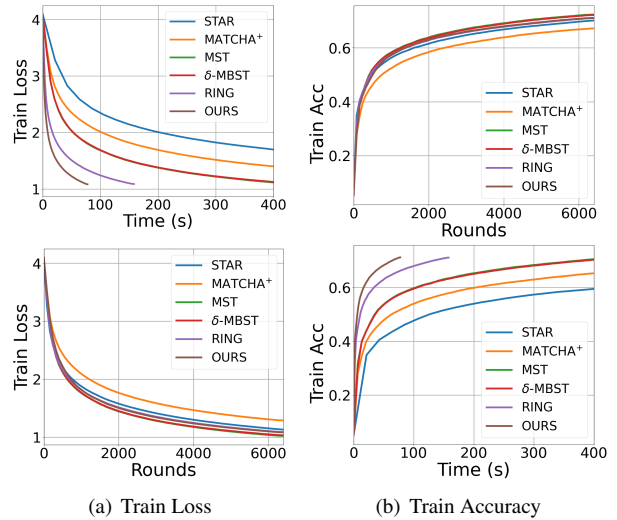 4
3
2
1
Train Loss
0
100
200
300
400
Time (s)
STAR
MATCHA+
MST
δ-MBST
RING
OURS
0.6
0.4
0.2
Train Acc
0
2000
4000
6000
Rounds
STAR
MATCHA+
MST
δ-MBST
RING
OURS
4
3
2
1
Train Loss
0
2000
4000
6000
Rounds
STAR
MATCHA+
MST
δ-MBST
RING
OURS
0.6
0.4
0.2
Train Acc
0
100
200
300
400
Time (s)
STAR
MATCHA+
MST
δ-MBST
RING
OURS
(a) Train Loss
(b) Train Accuracy